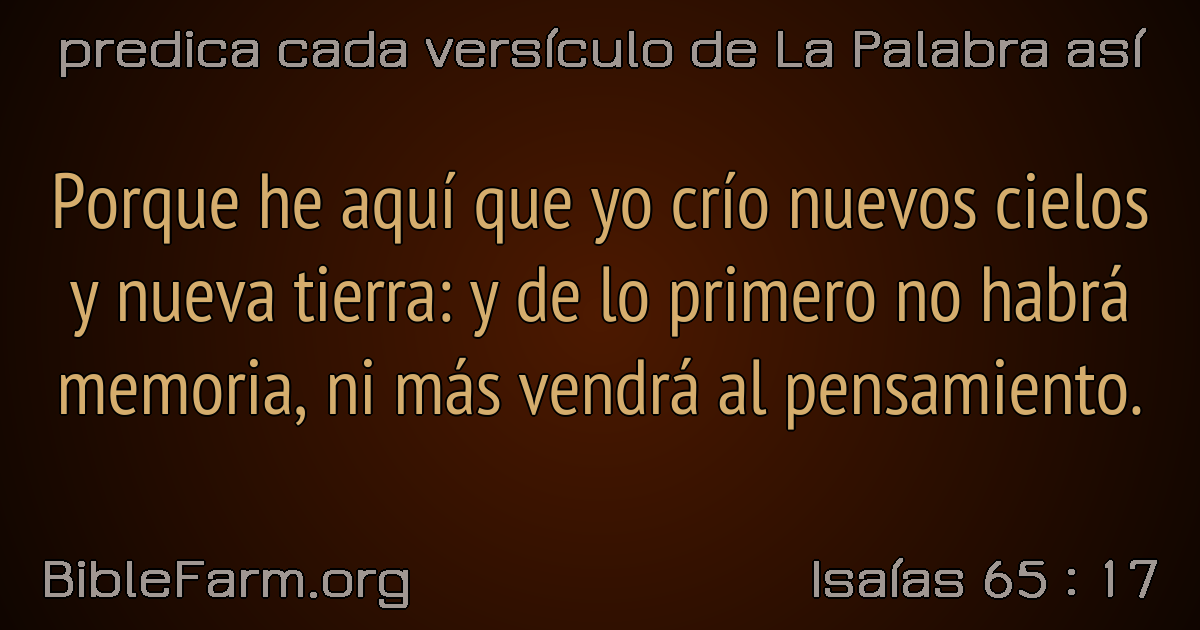 predica cada versículo de La Palabra así
Porque he aquí que yo crío nuevos cielos
y nueva tierra: y de lo primero no habrá
memoria, ni más vendrá al pensamiento.
BibleFarm.org
Isaías 65 : 17